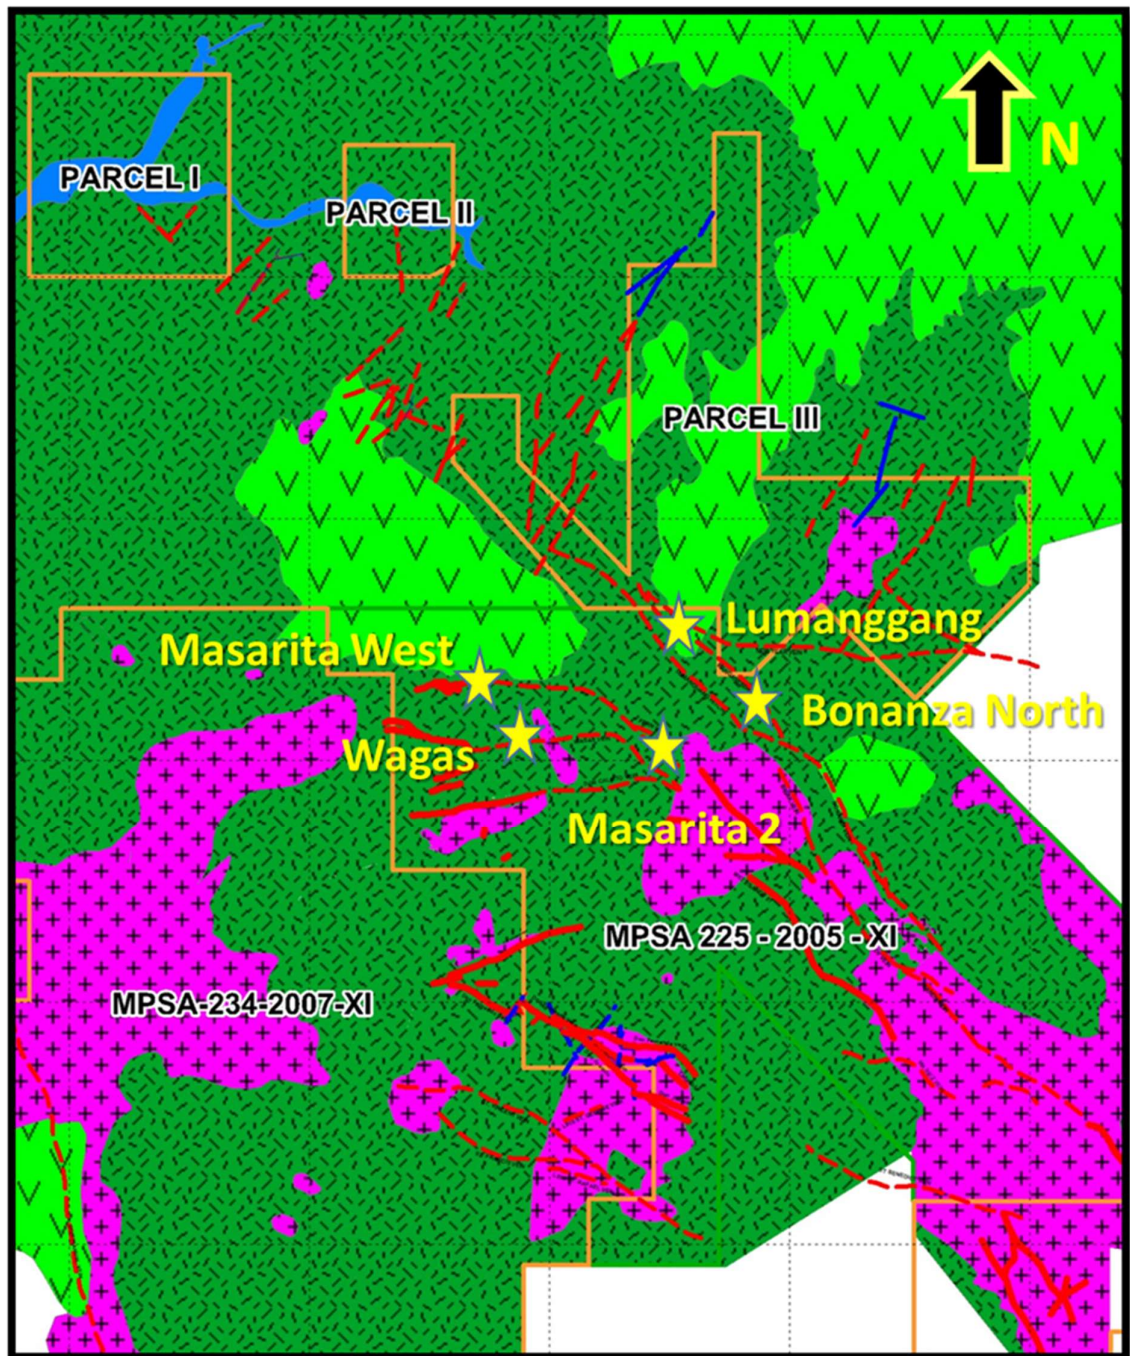 N
PARCEL I
PARCEL II
PARCEL III
Lumanggang
Masarita West
Bonanza North
Wagas
Masarita 2
MPSA 225 - 2005 - XI
MPSA-234-2007-XI